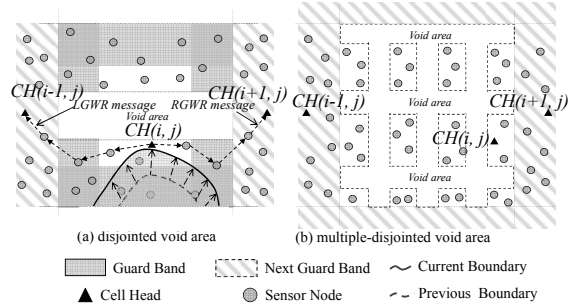 Void area
CH(i-1, j)
CH(i+1, j)
LGWR message
RGWR message
Void area
CH(i, j)
CH(i-1, j)
Void area
CH(i+1, j)
CH(i, j)
Void area
(a) disjointed void area
(b) multiple-disjointed void area
Guard Band
Next Guard Band
Current Boundary
Cell Head
Sensor Node
Previous Boundary